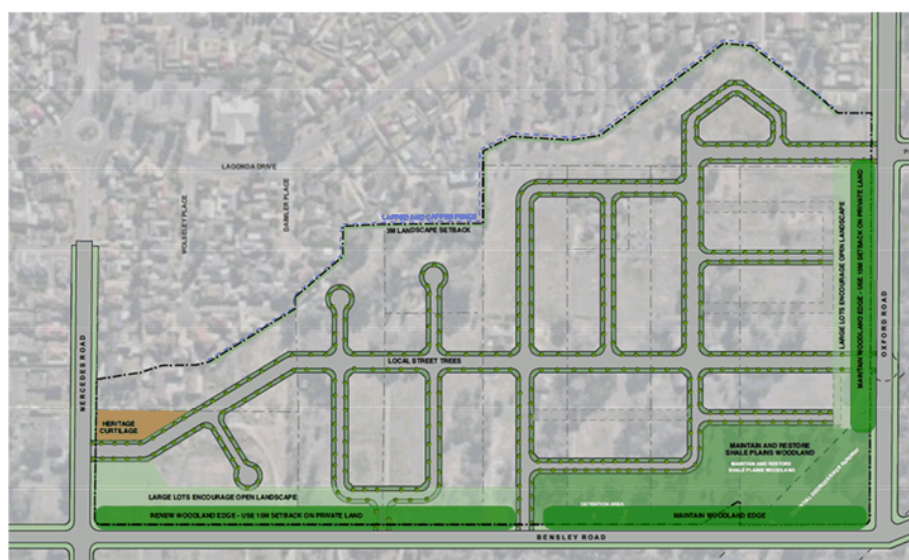 LAGONDA DRIVE
WOLSELEY PLACE
DAIMLER PLACE
LAPPED AND CAPPED FENCE
3M LANDSCAPE SETBACK
MERCEDES ROAD
LOCAL STREET TREES
LARGE LOTS ENCOURAGE OPEN LANDSCAPE
MAINTAIN WOODLAND EDGE - USE 18M SETBACK ON PRIVATE LAND
OXFORD ROAD
HERITAGE
CURTILAGE
MAINTAIN AND RESTORE
SHALE PLAINS WOODLAND
MAINTAIN AND RESTORE
SHALE PLAINS WOODLAND
LARGE LOTS ENCOURAGE OPEN LANDSCAPE
DETENTION AREA
RENEW WOODLAND EDGE - USE 18M SETBACK ON PRIVATE LAND
MAINTAIN WOODLAND EDGE
BENSLEY ROAD